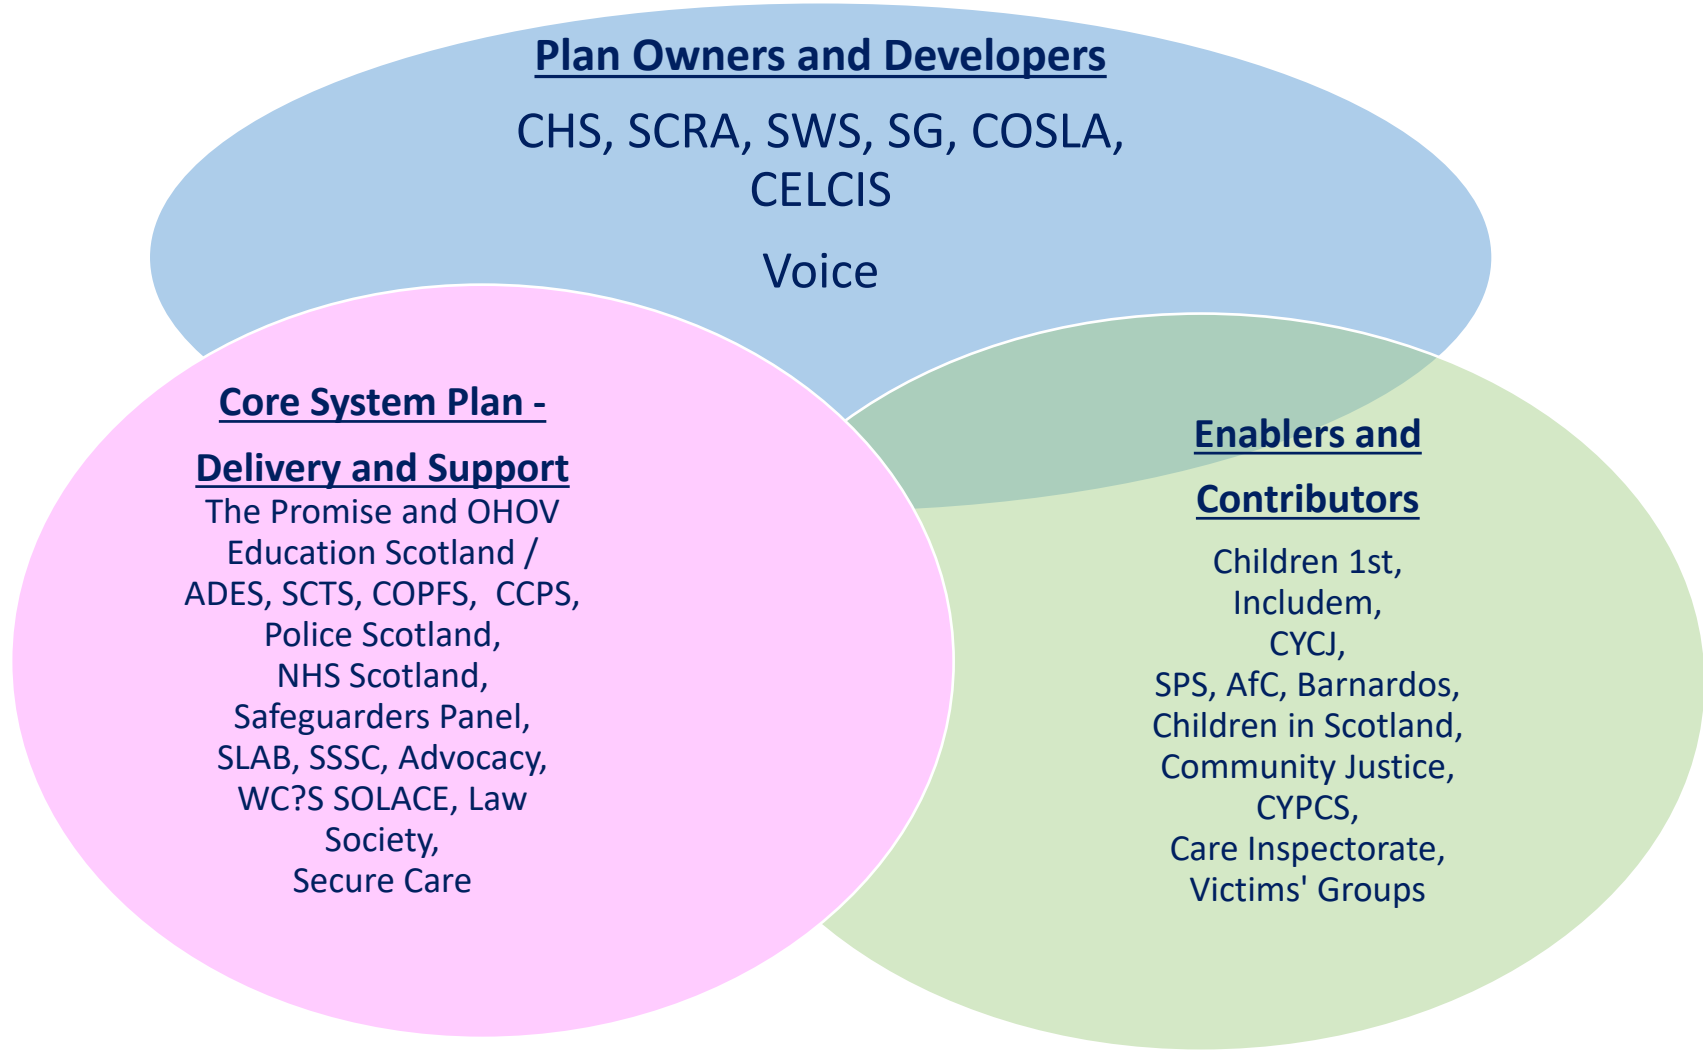 Plan Owners and Developers
CHS, SCRA, SWS, SG, COSLA,
CELCIS
Voice
Core System Plan -
Delivery and Support
The Promise and OHOV
Education Scotland /
ADES, SCTS, COPFS, CCPS,
Police Scotland,
NHS Scotland,
Safeguarders Panel,
SLAB, SSSC, Advocacy,
WC?S SOLACE, Law
Society,
Secure Care
Enablers and
Contributors
Children 1st,
Includem,
CYCJ,
SPS, AfC, Barnardos,
Children in Scotland,
Community Justice,
CYPCS,
Care Inspectorate,
Victims' Groups